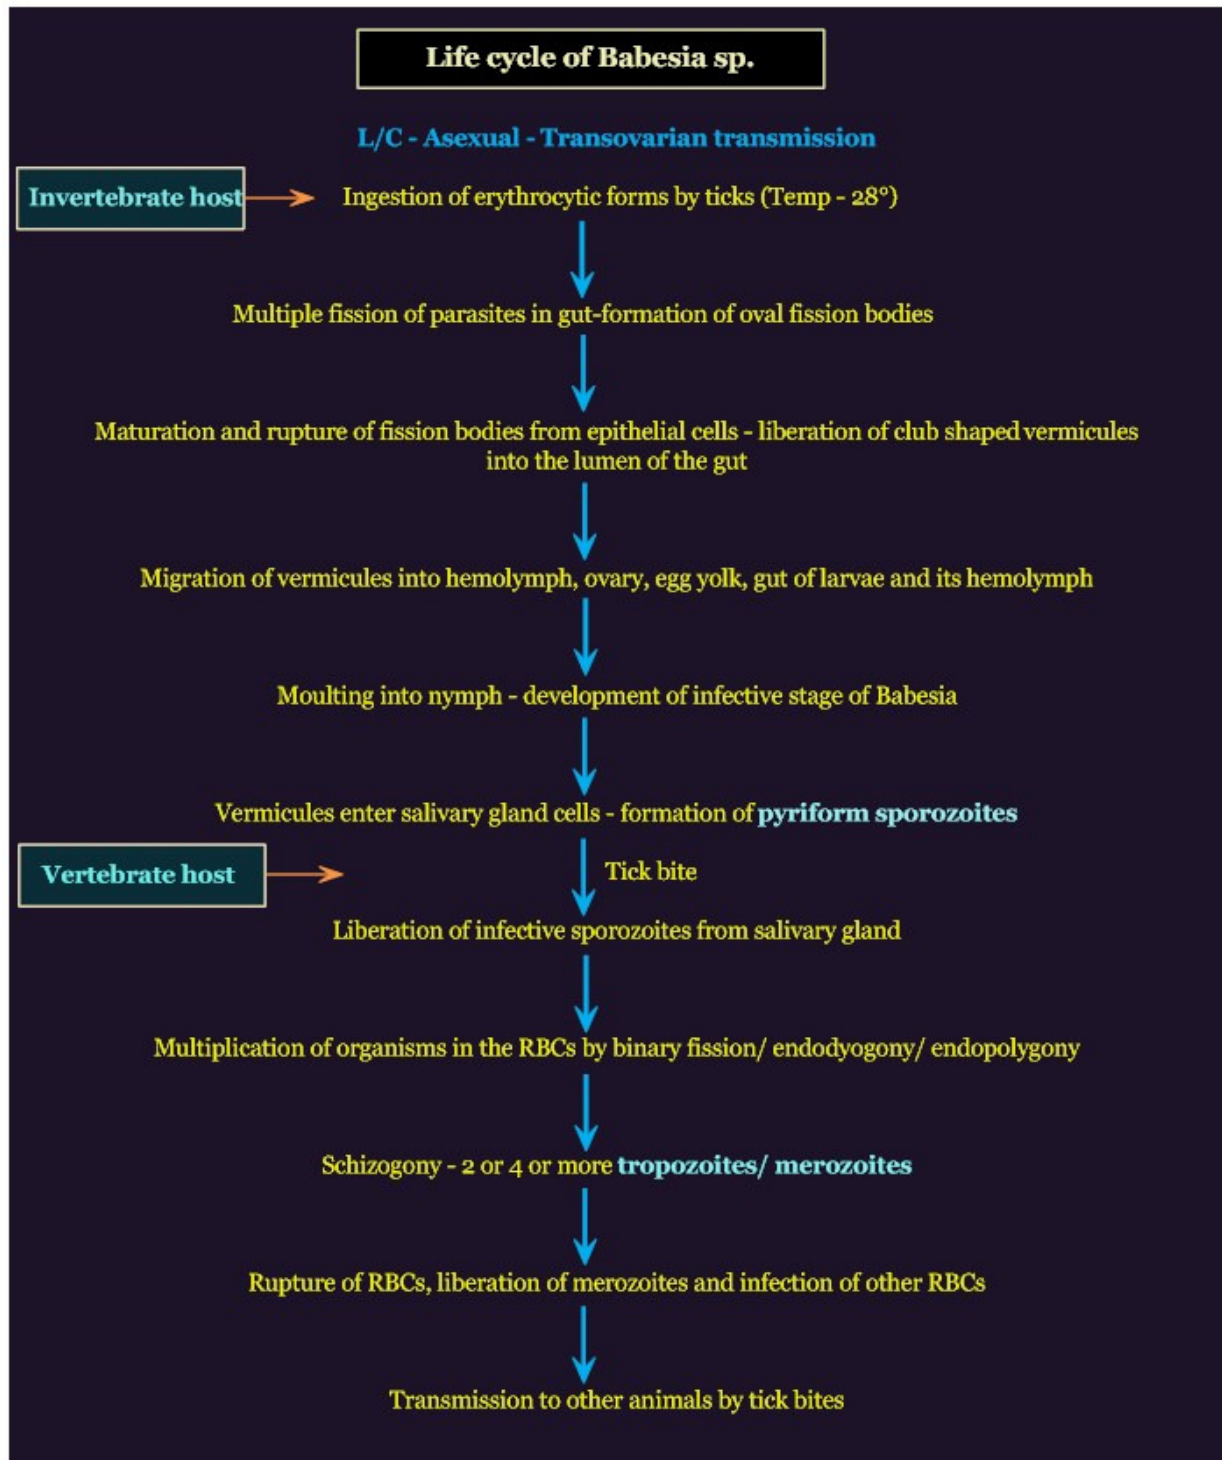 Life cycle of Babesia sp.
L/C - Asexual - Transovarian transmission
Invertebrate host
Ingestion of erythrocytic forms by ticks (Temp - 28°)
Multiple fission of parasites in gut-formation of oval fission bodies
Maturation and rupture of fission bodies from epithelial cells - liberation of club shaped vermicules
into the lumen of the gut
Migration of vermicules into hemolymph, ovary, egg yolk, gut of larvae and its hemolymph
Moulting into nymph - development of infective stage of Babesia
Vermicules enter salivary gland cells - formation of pyriform sporozoites
Vertebrate host
Tick bite
Liberation of infective sporozoites from salivary gland
Multiplication of organisms in the RBCs by binary fission/ endodyogony/ endopolygony
Schizogony - 2 or 4 or more tropozoites/ merozoites
Rupture of RBCs, liberation of merozoites and infection of other RBCs
Transmission to other animals by tick bites